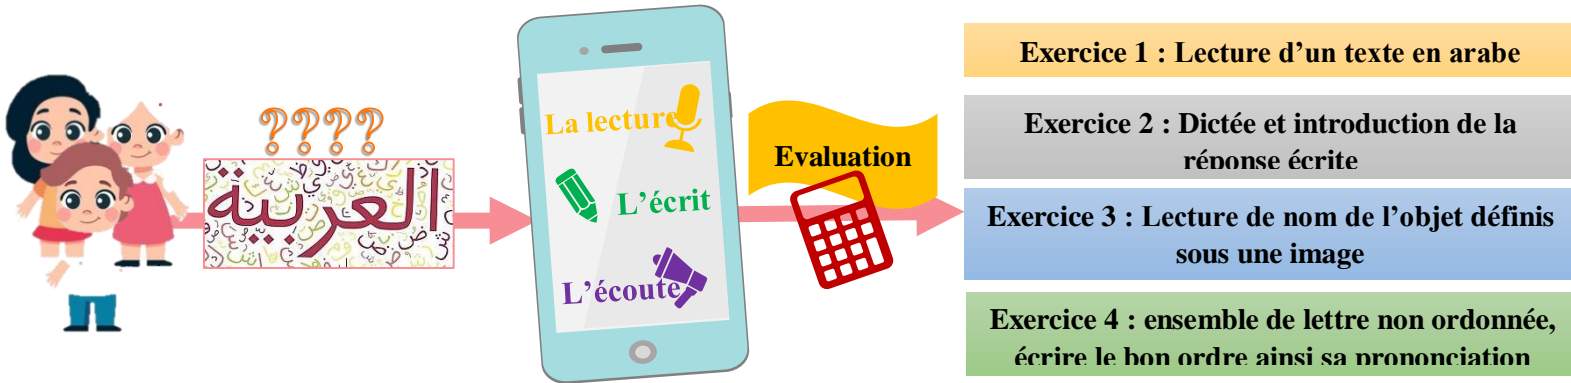 ????
العربية
La lecture
L'écrit
L'écoute
Evaluation
Exercice 1 : Lecture d'un texte en arabe
Exercice 2 : Dictée et introduction de la
réponse écrite
Exercice 3 : Lecture de nom de l'objet définis
sous une image
Exercice 4 : ensemble de lettre non ordonnée,
écrire le bon ordre ainsi sa prononciation